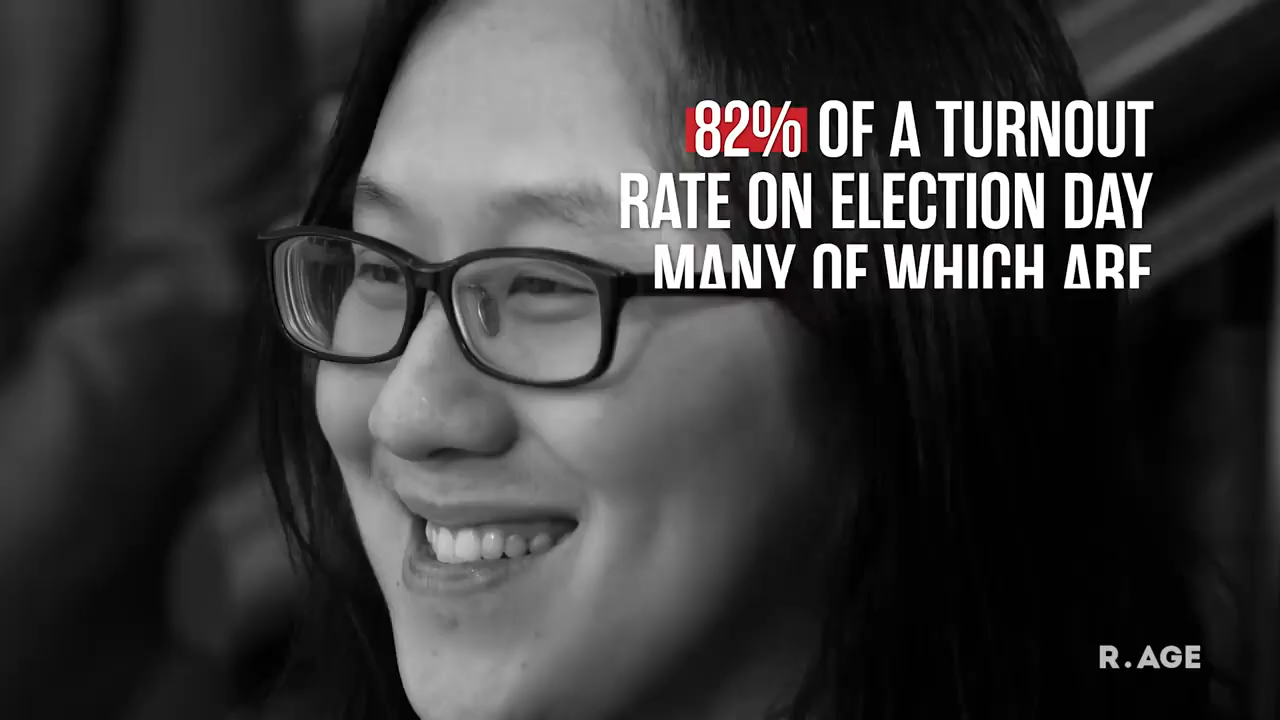 82% OF A TURNOUT
RATE ON ELECTION DAY
MANY OF WHICH ARE
R.AGE